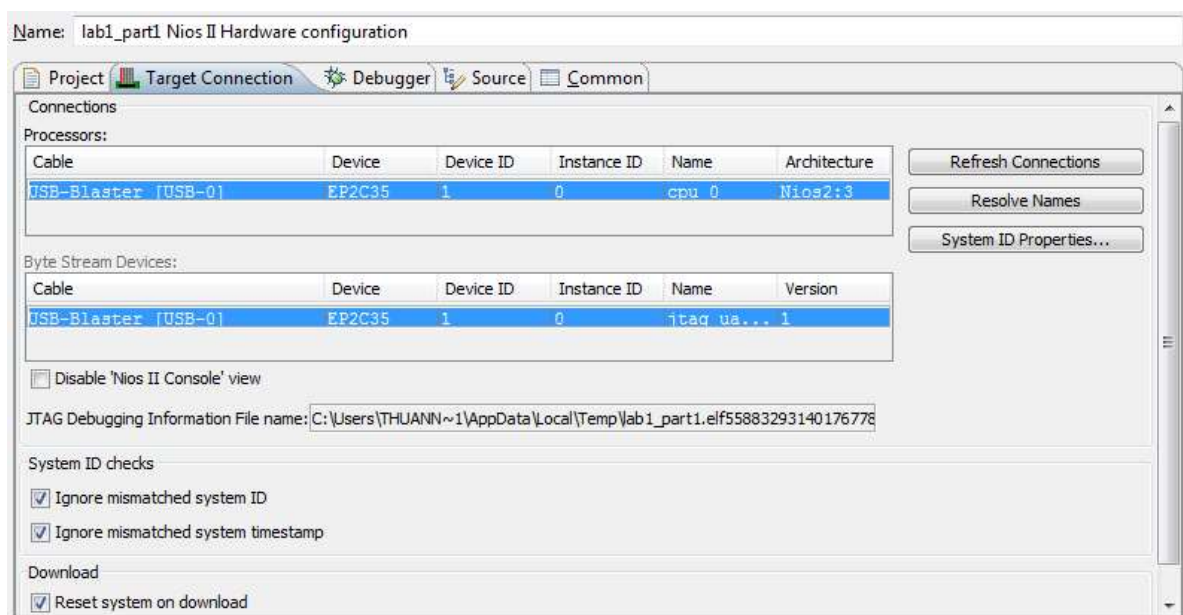 Name: lab1_part1 Nios II Hardware configuration
Project Target Connection Debugger Source Common
Connections
Processors:
Cable Device Device ID Instance ID Name Architecture
USB-Blaster [USB-0] EP2C35 1 0 cpu_0 Nios2:3
Refresh Connections
Resolve Names
System ID Properties...
Byte Stream Devices:
Cable Device Device ID Instance ID Name Version
USB-Blaster [USB-0] EP2C35 1 0 jtag_ua... 1
Disable 'Nios II Console' view
JTAG Debugging Information File name: C:\Users\THUANN~1\AppData\Local\Temp\lab1_part1.elf55883293140176778
System ID checks
Ignore mismatched system ID
Ignore mismatched system timestamp
Download
Reset system on download